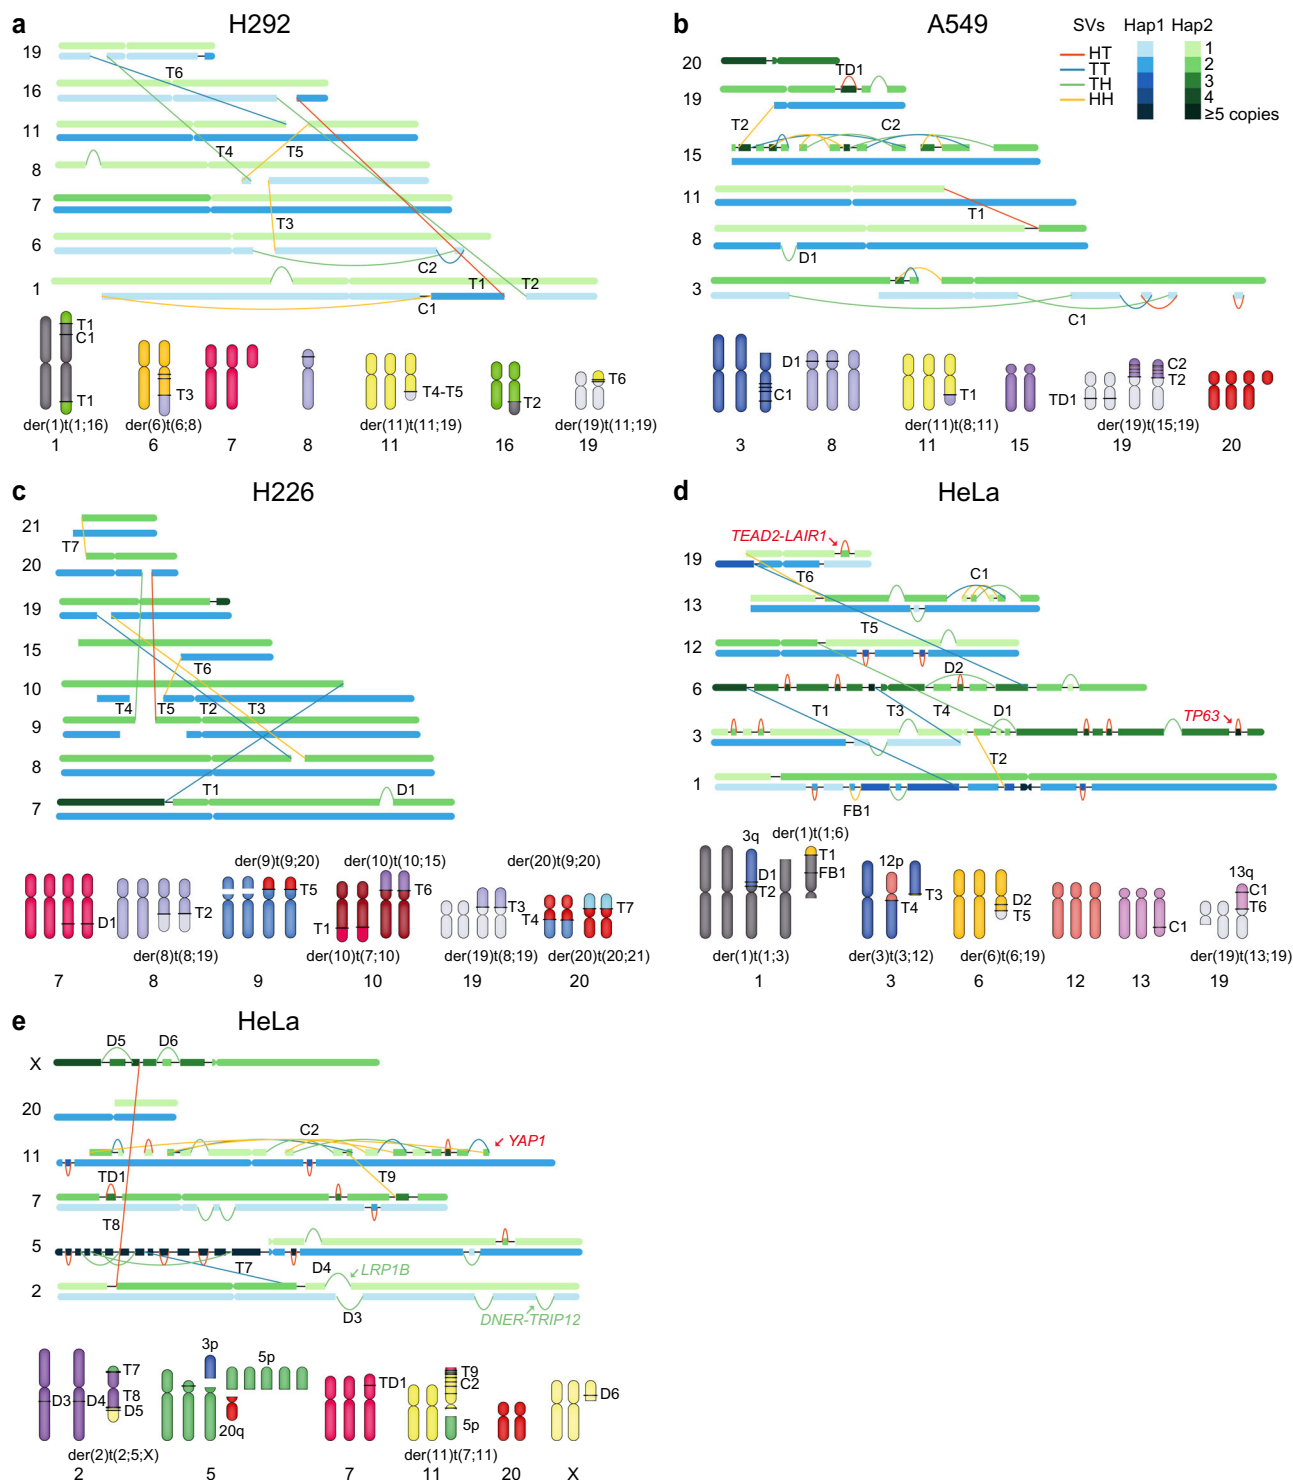 a
H292
19
T6
16
11
T4
T5
8
7
T3
6
C2
1
T1
T2
C1
T1
C1
T1
T3
T4-T5
T2
T6
der(1)t(1;16)
der(6)t(6;8)
der(11)t(11;19)
der(19)t(11;19)
1
6
7
8
11
16
19
b
A549
SVs
Hap1
Hap2
HT
TT
TH
HH
1
2
3
4
≥5 copies
20
TD1
19
T2
C2
15
11
T1
8
D1
3
C1
D1
C1
T1
TD1
C2
T2
der(11)t(8;11)
der(19)t(15;19)
3
8
11
15
19
20
c
H226
21
T7
20
19
15
T6
10
T4
T5
T2
T3
9
8
T1
D1
7
der(9)t(9;20)
der(10)t(10;15)
der(20)t(9;20)
D1
T2
T5
T1
T6
T3
T4
T7
der(8)t(8;19)
der(10)t(7;10)
der(19)t(8;19)
der(20)t(20;21)
7
8
9
10
19
20
d
HeLa
TEAD2-LAIR1
19
T6
C1
13
T5
12
D2
6
T1
T3
T4
D1
TP63
3
T2
1
FB1
3q
der(1)t(1;6)
T1
D1
T2
FB1
12p
T3
T4
D2
T5
C1
13q
C1
T6
der(1)t(1;3)
der(3)t(3;12)
der(6)t(6;19)
der(19)t(13;19)
1
3
6
12
13
19
e
HeLa
D5
D6
X
20
C2
YAP1
11
TD1
T9
7
T8
5
T7
D4
LRP1B
2
D3
DNER-TRIP12
3p
5p
T7
D3
D4
T8
D5
20q
TD1
T9
C2
5p
D6
der(2)t(2;5;X)
der(11)t(7;11)
2
5
7
11
20
X